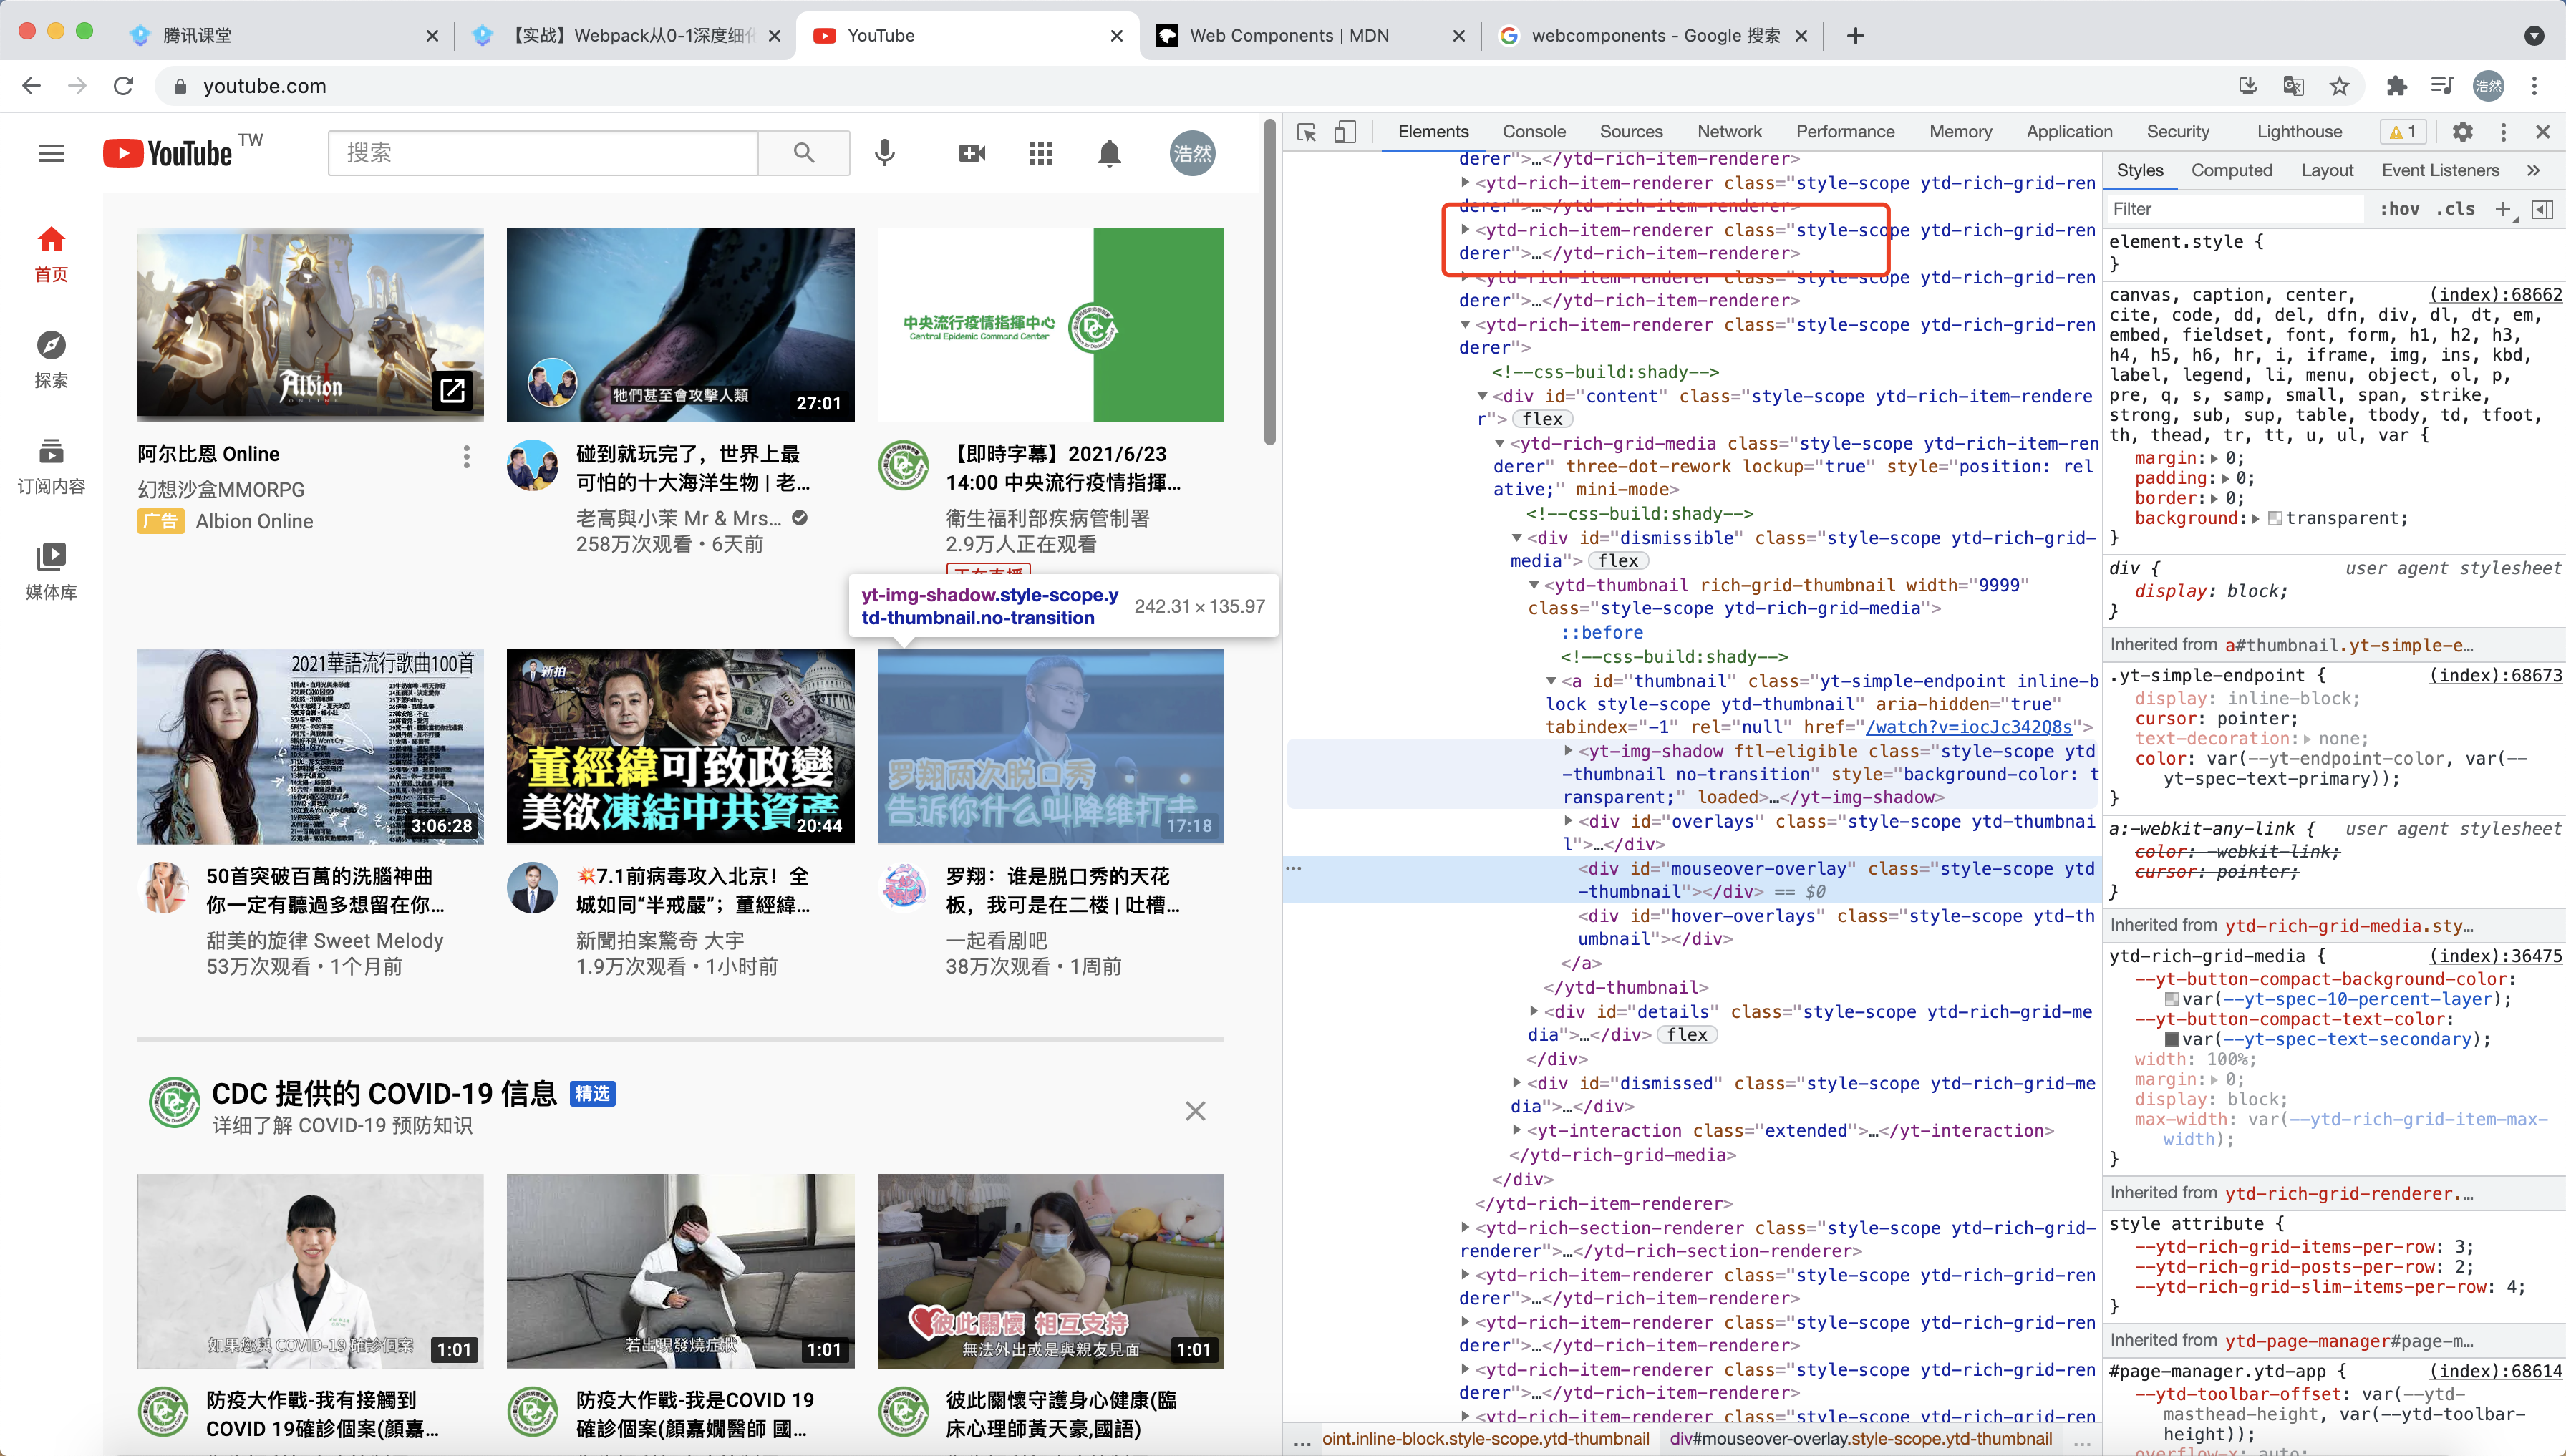 腾讯课堂
【实战】Webpack从0-1深度细化
YouTube
Web Components | MDN
webcomponents - Google 搜索
youtube.com
浩然
YouTube TW
搜索
浩然
首页
探索
订阅内容
媒体库
Albion
ONLINE
牠們甚至會攻擊人類
27:01
中央流行疫情指揮中心
Central Epidemic Command Center
阿尔比恩 Online
幻想沙盒MMORPG
广告 Albion Online
碰到就玩完了，世界上最
可怕的十大海洋生物 | 老...
老高與小茉 Mr & Mrs...
258万次观看 • 6天前
【即時字幕】2021/6/23
14:00 中央流行疫情指揮...
衛生福利部疾病管制署
2.9万人正在观看
正在直播
yt-img-shadow.style-scope.y
td-thumbnail.no-transition
242.31 × 135.97
2021華語流行歌曲100首
3:06:28
新拍
董經緯可致政變
美欲凍結中共資產
20:44
罗翔两次脱口秀
告诉你什么叫降维打击
17:18
50首突破百萬的洗腦神曲
你一定有聽過多想留在你...
甜美的旋律 Sweet Melody
53万次观看 • 1个月前
💥7.1前病毒攻入北京！全
城如同“半戒嚴”；董經緯...
新聞拍案驚奇 大宇
1.9万次观看 • 1小时前
罗翔：谁是脱口秀的天花
板，我可是在二楼 | 吐槽...
一起看剧吧
38万次观看 • 1周前
CDC 提供的 COVID-19 信息 精选
详细了解 COVID-19 预防知识
如果您與 COVID-19 確診個案
1:01
若出現發燒症狀
1:01
彼此關懷 相互支持
無法外出或是與親友見面
1:01
防疫大作戰-我有接觸到
COVID 19確診個案(顏嘉...
防疫大作戰-我是COVID 19
確診個案(顏嘉嫺醫師 國...
彼此關懷守護身心健康(臨
床心理師黃天豪,國語)
Elements
Console
Sources
Network
Performance
Memory
Application
Security
Lighthouse
1
derer">…</ytd-rich-item-renderer>
<ytd-rich-item-renderer class="style-scope ytd-rich-grid-ren
derer">…</ytd-rich-item-renderer>
<ytd-rich-item-renderer class="style-scope ytd-rich-grid-ren
derer">…</ytd-rich-item-renderer>
<ytd-rich-item-renderer class="style-scope ytd-rich-grid-ren
derer">…</ytd-rich-item-renderer>
<ytd-rich-item-renderer class="style-scope ytd-rich-grid-ren
derer">
<!--css-build:shady-->
<div id="content" class="style-scope ytd-rich-item-rendere
r"> flex
<ytd-rich-grid-media class="style-scope ytd-rich-item-ren
derer" three-dot-rework lockup="true" style="position: rel
ative;" mini-mode>
<!--css-build:shady-->
<div id="dismissible" class="style-scope ytd-rich-grid-
media"> flex
<ytd-thumbnail rich-grid-thumbnail width="9999"
class="style-scope ytd-rich-grid-media">
::before
<!--css-build:shady-->
<a id="thumbnail" class="yt-simple-endpoint inline-b
lock style-scope ytd-thumbnail" aria-hidden="true"
tabindex="-1" rel="null" href="/watch?v=iocJc342Q8s">
<yt-img-shadow ftl-eligible class="style-scope ytd
-thumbnail no-transition" style="background-color: t
ransparent;" loaded>…</yt-img-shadow>
<div id="overlays" class="style-scope ytd-thumbnai
l">…</div>
<div id="mouseover-overlay" class="style-scope ytd
-thumbnail"></div> == $0
<div id="hover-overlays" class="style-scope ytd-th
umbnail"></div>
</a>
</ytd-thumbnail>
<div id="details" class="style-scope ytd-rich-grid-me
dia">…</div> flex
</div>
<div id="dismissed" class="style-scope ytd-rich-grid-me
dia">…</div>
<yt-interaction class="extended">…</yt-interaction>
</ytd-rich-grid-media>
</div>
</ytd-rich-item-renderer>
<ytd-rich-section-renderer class="style-scope ytd-rich-grid-
renderer">…</ytd-rich-section-renderer>
<ytd-rich-item-renderer class="style-scope ytd-rich-grid-ren
derer">…</ytd-rich-item-renderer>
<ytd-rich-item-renderer class="style-scope ytd-rich-grid-ren
derer">…</ytd-rich-item-renderer>
<ytd-rich-item-renderer class="style-scope ytd-rich-grid-ren
derer">…</ytd-rich-item-renderer>
<ytd-rich-item-renderer class="style-scope ytd-rich-grid-ren
... oint.inline-block.style-scope.ytd-thumbnail div#mouseover-overlay.style-scope.ytd-thumbnail ...
Styles
Computed
Layout
Event Listeners
Filter
:hov .cls
element.style {
}
canvas, caption, center, (index):68662
cite, code, dd, del, dfn, div, dl, dt, em,
embed, fieldset, font, form, h1, h2, h3,
h4, h5, h6, hr, i, iframe, img, ins, kbd,
label, legend, li, menu, object, ol, p,
pre, q, s, samp, small, span, strike,
strong, sub, sup, table, tbody, td, tfoot,
th, thead, tr, tt, u, ul, var {
margin: 0;
padding: 0;
border: 0;
background: transparent;
}
div { user agent stylesheet
display: block;
}
Inherited from a#thumbnail.yt-simple-e…
.yt-simple-endpoint { (index):68673
display: inline-block;
cursor: pointer;
text-decoration: none;
color: var(--yt-endpoint-color, var(--
yt-spec-text-primary));
}
a:-webkit-any-link { user agent stylesheet
color: -webkit-link;
cursor: pointer;
}
Inherited from ytd-rich-grid-media.sty…
ytd-rich-grid-media { (index):36475
--yt-button-compact-background-color:
var(--yt-spec-10-percent-layer);
--yt-button-compact-text-color:
var(--yt-spec-text-secondary);
width: 100%;
margin: 0;
display: block;
max-width: var(--ytd-rich-grid-item-max-
width);
}
Inherited from ytd-rich-grid-renderer.…
style attribute {
--ytd-rich-grid-items-per-row: 3;
--ytd-rich-grid-posts-per-row: 2;
--ytd-rich-grid-slim-items-per-row: 4;
}
Inherited from ytd-page-manager#page-m…
#page-manager.ytd-app { (index):68614
--ytd-toolbar-offset: var(--ytd-
masthead-height, var(--ytd-toolbar-
height));
overflow-x: auto;